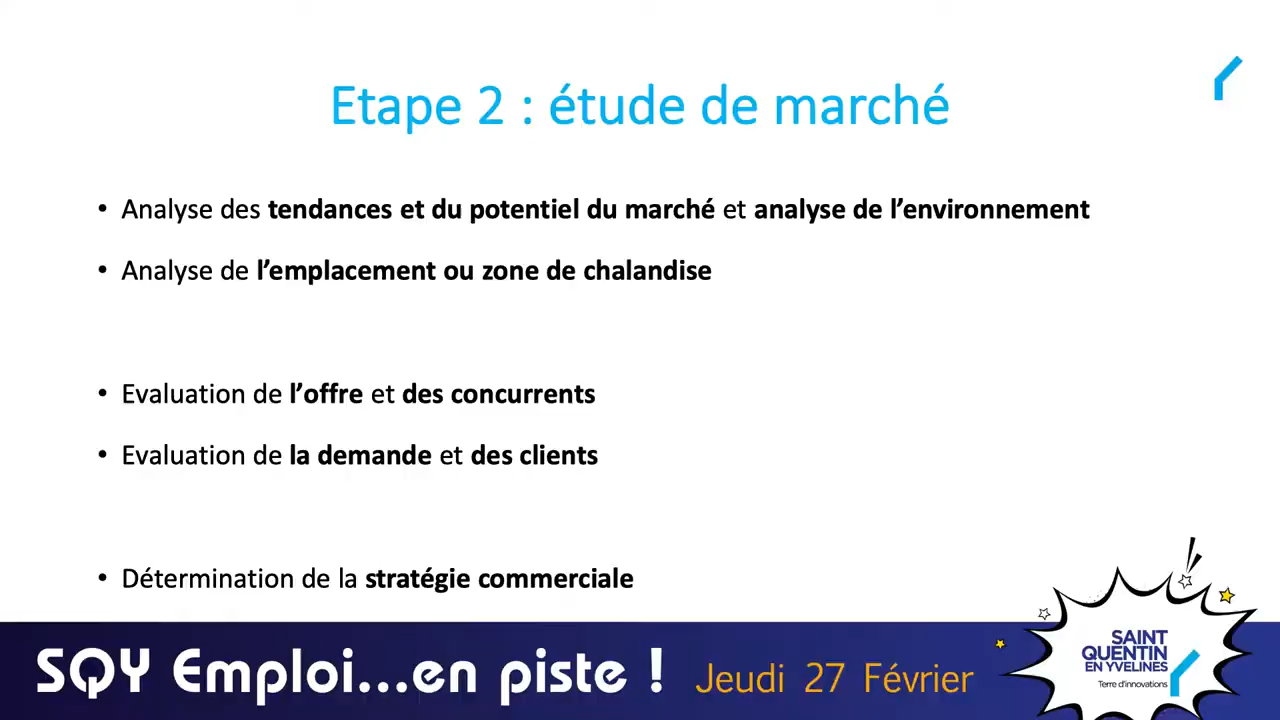 Etape 2 : étude de marché
• Analyse des tendances et du potentiel du marché et analyse de l’environnement
• Analyse de l’emplacement ou zone de chalandise
• Evaluation de l’offre et des concurrents
• Evaluation de la demande et des clients
• Détermination de la stratégie commerciale
SQY Emploi...en piste ! Jeudi 27 Février
SAINT
QUENTIN
EN YVELINES
Terre d'innovations